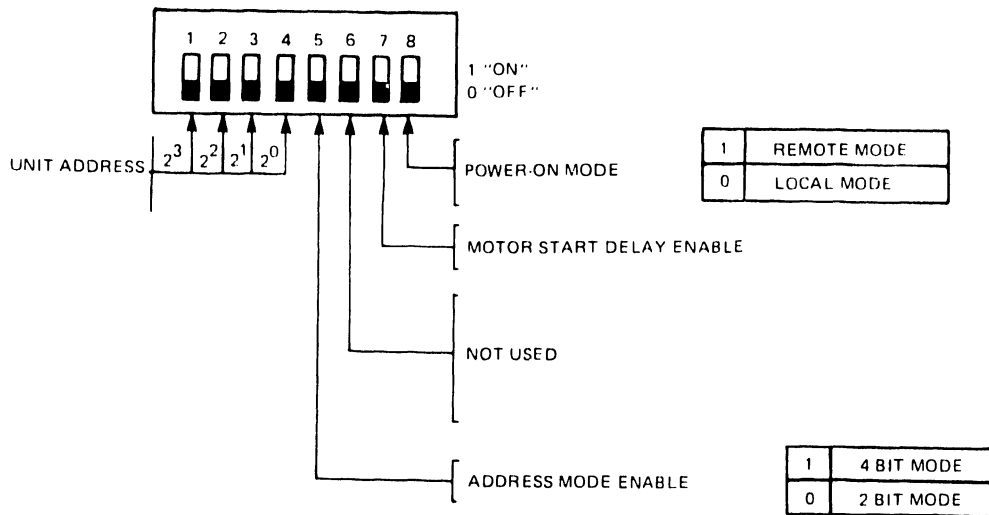 1 2 3 4 5 6 7 8
1 "ON"
0 "OFF"
UNIT ADDRESS 2³ 2² 2¹ 2⁰
POWER-ON MODE
1 REMOTE MODE
0 LOCAL MODE
MOTOR START DELAY ENABLE
NOT USED
ADDRESS MODE ENABLE
1 4 BIT MODE
0 2 BIT MODE